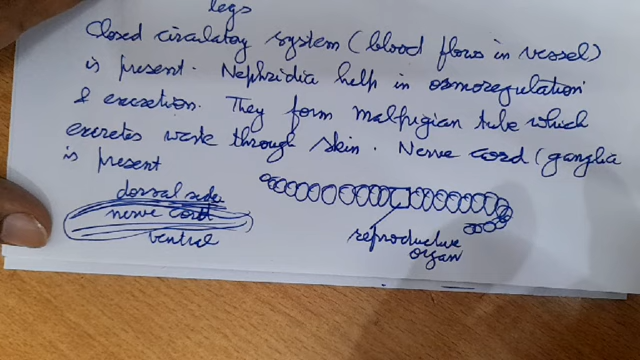 legs
Closed circulatory system (blood flows in vessel)
is present. Nephridia help in osmoregulation
& excretion. They form malpugian tube which
excretes waste through skin. Nerve cord (ganglia
is present
dorsal side
nerve cord
ventral
reproductive
organ